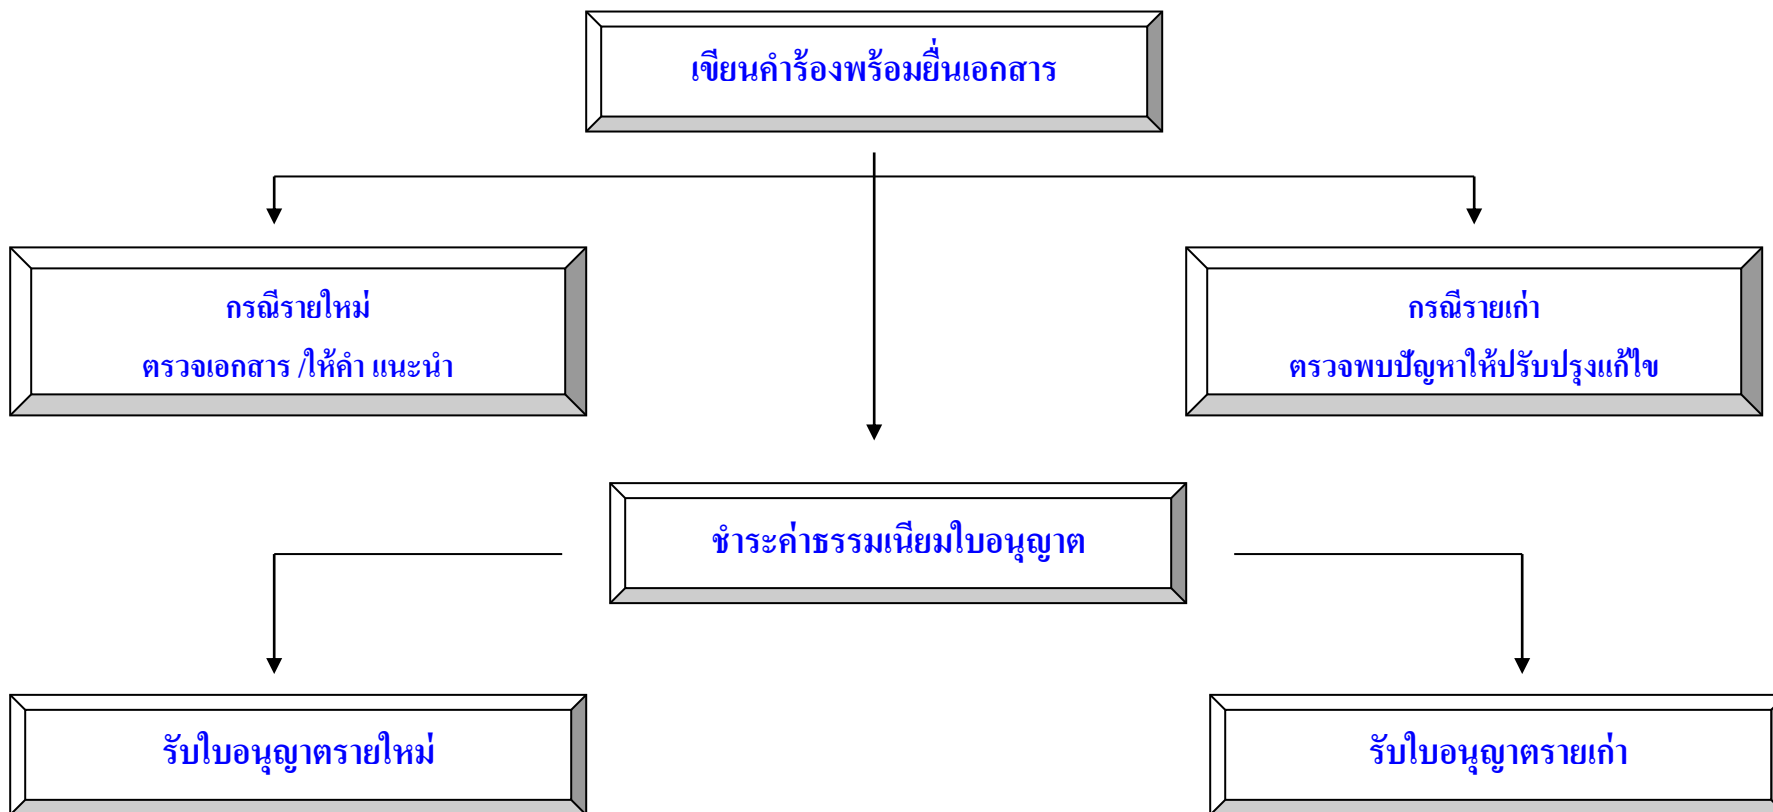 เขียนคำร้องพร้อมยื่นเอกสาร
กรณีรายใหม่
ตรวจเอกสาร /ให้คำ แนะนำ
กรณีรายเก่า
ตรวจพบปัญหาให้ปรับปรุงแก้ไข
ชำระค่าธรรมเนียมใบอนุญาต
รับใบอนุญาตรายใหม่
รับใบอนุญาตรายเก่า